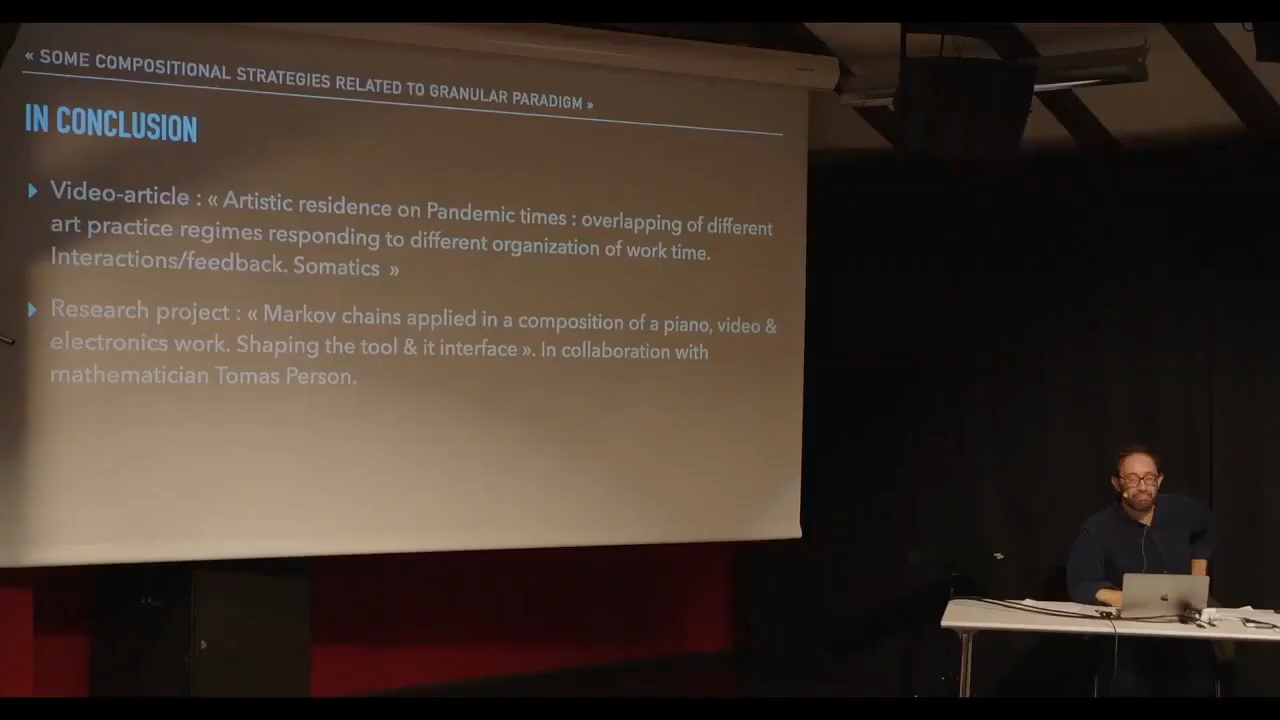 « SOME COMPOSITIONAL STRATEGIES RELATED TO GRANULAR PARADIGM »
IN CONCLUSION
Video-article : « Artistic residence on Pandemic times : overlapping of different
art practice regimes responding to different organization of work time.
Interactions/feedback. Somatics »
Research project : « Markov chains applied in a composition of a piano, video &
electronics work. Shaping the tool & it interface ». In collaboration with
mathematician Tomas Person.